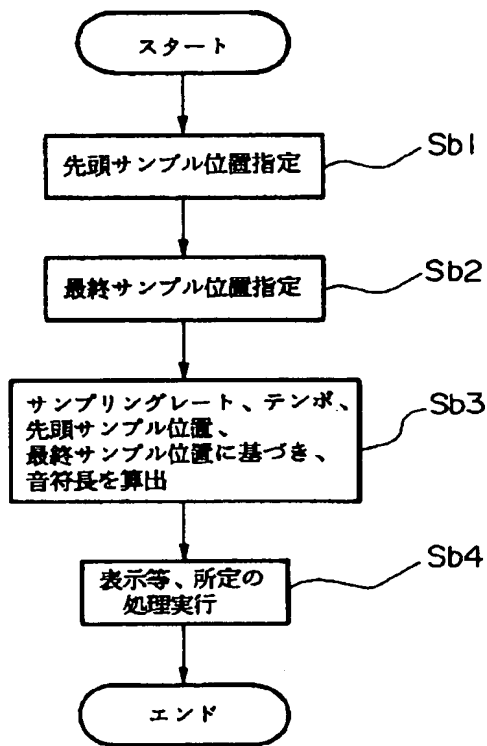 スタート
先頭サンプル位置指定
Sb1
最終サンプル位置指定
Sb2
サンプリングレート、テンポ、
先頭サンプル位置、
最終サンプル位置に基づき、
音符長を算出
Sb3
表示等、所定の
処理実行
Sb4
エンド